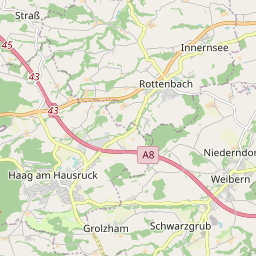 Straß
45
43
Innernsee
Rottenbach
43
A8
Niederndor
Haag am Hausruck
Weibern
Grolzham
Schwarzgrub